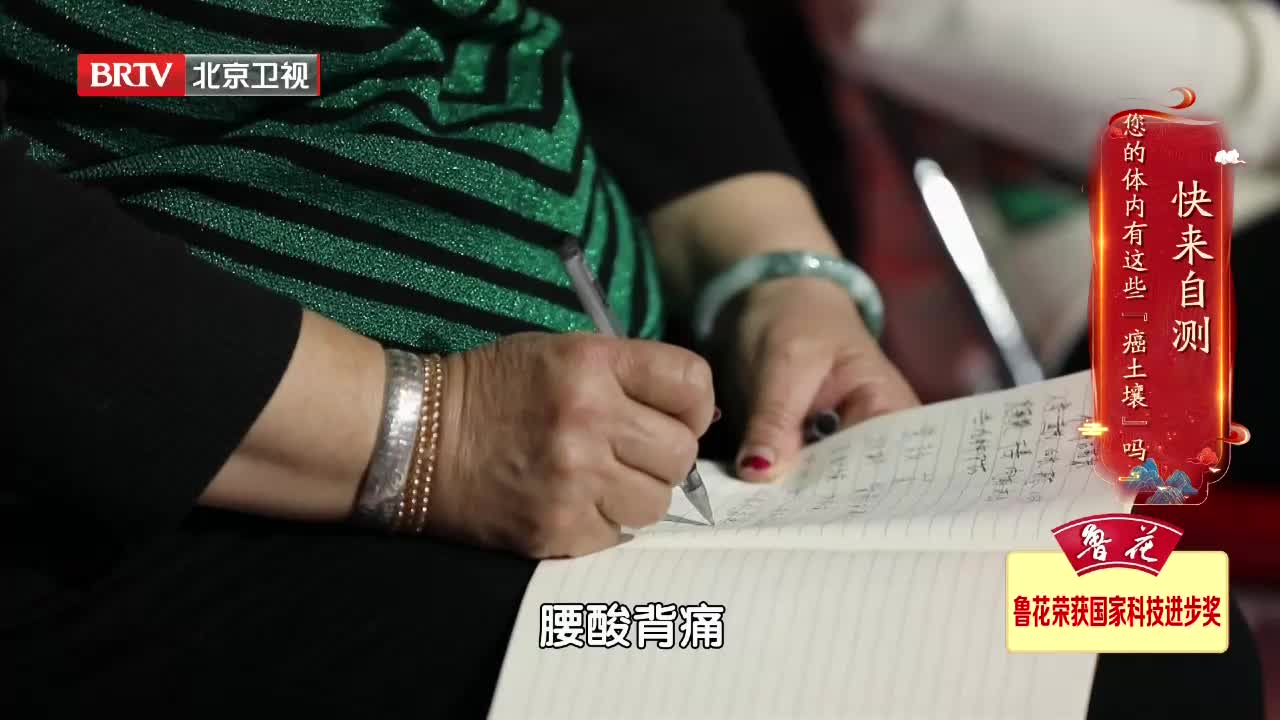 BRTV 北京卫视
快来自测
您的体内有这些『癌土壤』吗
鲁花
鲁花荣获国家科技进步奖
腰酸背痛